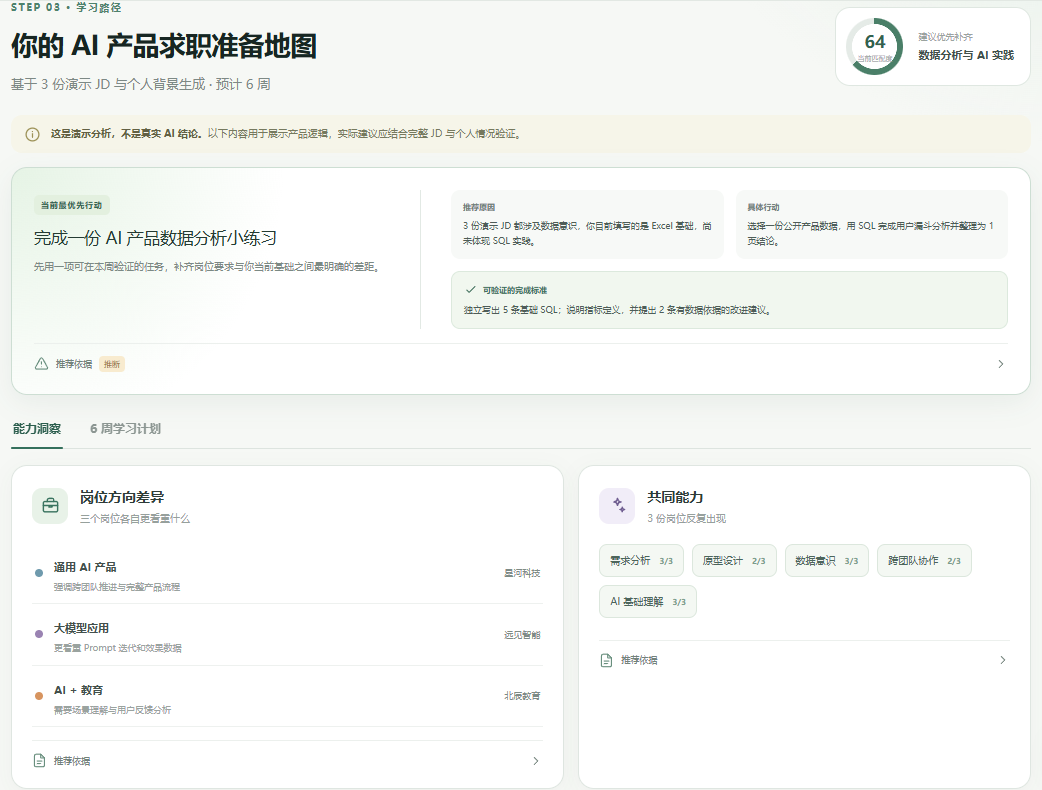 STEP 03 • 学习路径
你的 AI 产品求职准备地图
基于 3 份演示 JD 与个人背景生成 · 预计 6 周
64
当前匹配度
建议优先补齐
数据分析与 AI 实践
这是演示分析，不是真实 AI 结论。以下内容用于展示产品逻辑，实际建议应结合完整 JD 与个人情况验证。
当前最优先行动
完成一份 AI 产品数据分析小练习
先用一项可在本周验证的任务，补齐岗位要求与你当前基础之间最明确的差距。
推荐原因
3 份演示 JD 都涉及数据意识，你目前填写的是 Excel 基础，尚
未体现 SQL 实践。
具体行动
选择一份公开产品数据，用 SQL 完成用户漏斗分析并整理为 1
页结论。
可验证的完成标准
独立写出 5 条基础 SQL；说明指标定义，并提出 2 条有数据依据的改进建议。
推荐依据 推断
能力洞察 6 周学习计划
岗位方向差异
三个岗位各自更看重什么
通用 AI 产品
强调跨团队推进与完整产品流程
星河科技
大模型应用
更看重 Prompt 迭代和效果数据
远见智能
AI + 教育
需要场景理解与用户反馈分析
北辰教育
推荐依据
共同能力
3 份岗位反复出现
需求分析 3/3 原型设计 2/3 数据意识 3/3 跨团队协作 2/3
AI 基础理解 3/3
推荐依据